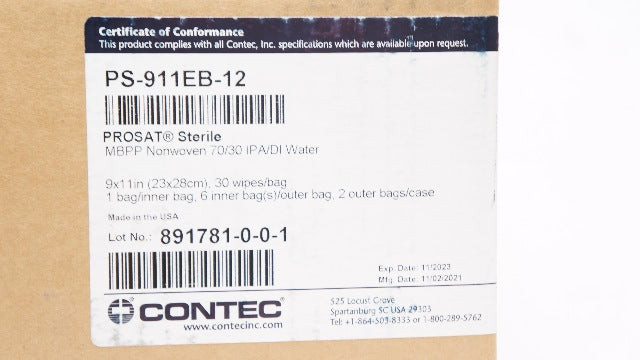 Certificate of Conformance
This product complies with all Contec, Inc. specifications which are available upon request.
PS-911EB-12
PROSAT® Sterile
MBPP Nonwoven 70/30 IPA/DI Water
9x11in (23x28cm), 30 wipes/bag
1 bag/inner bag, 6 inner bag(s)/outer bag, 2 outer bags/case
Made in the USA
Lot No.: 891781-0-0-1
Exp. Date: 11/2023
Mfg. Date: 11/02/2021
CONTEC®
www.contecinc.com
525 Locust Grove
Spartanburg SC USA 29303
Tel: +1-864-503-8333 or 1-800-289-5762